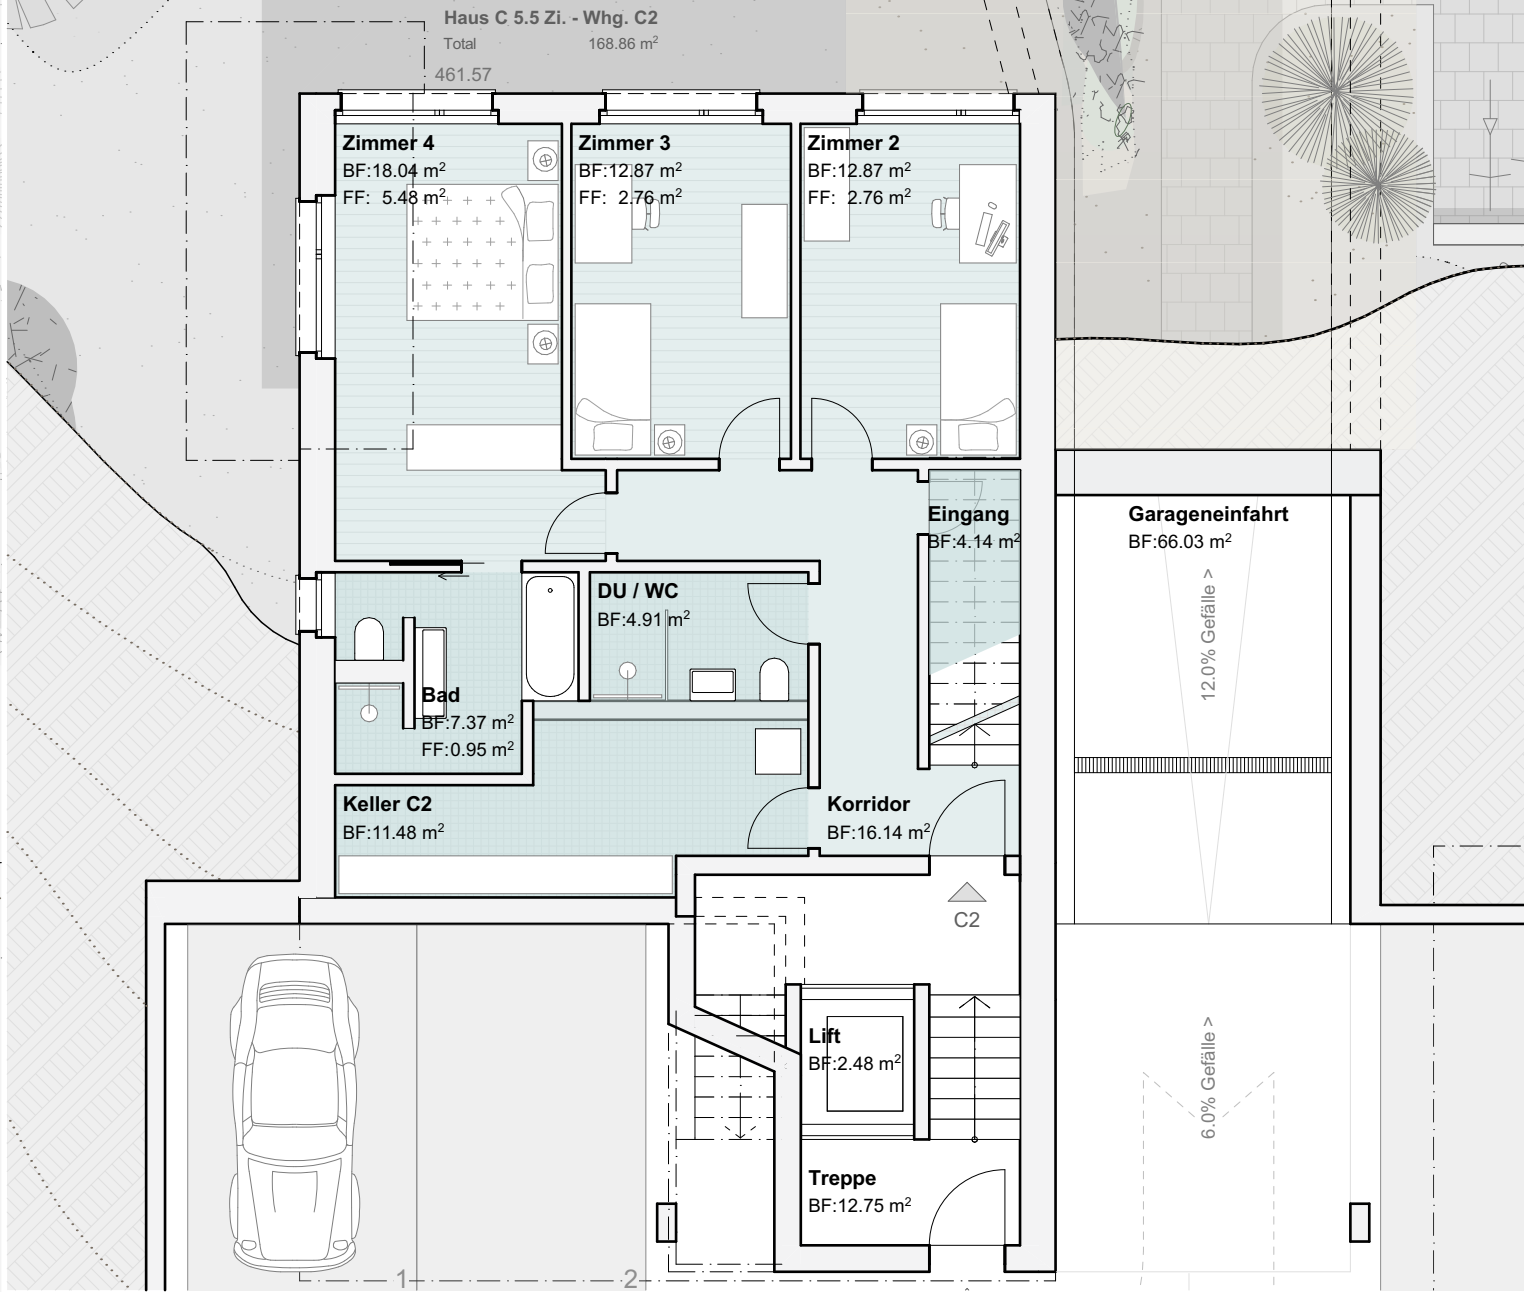 Haus C 5.5 Zi. - Whg. C2
Total 168.86 m²
461.57
Zimmer 4
BF:18.04 m²
FF: 5.48 m²
Zimmer 3
BF:12.87 m²
FF: 2.76 m²
Zimmer 2
BF:12.87 m²
FF: 2.76 m²
Eingang
BF:4.14 m²
Garageneinfahrt
BF:66.03 m²
12.0% Gefälle >
DU / WC
BF:4.91 m²
Bad
BF:7.37 m²
FF:0.95 m²
Keller C2
BF:11.48 m²
Korridor
BF:16.14 m²
C2
Lift
BF:2.48 m²
6.0% Gefälle >
Treppe
BF:12.75 m²
1
2